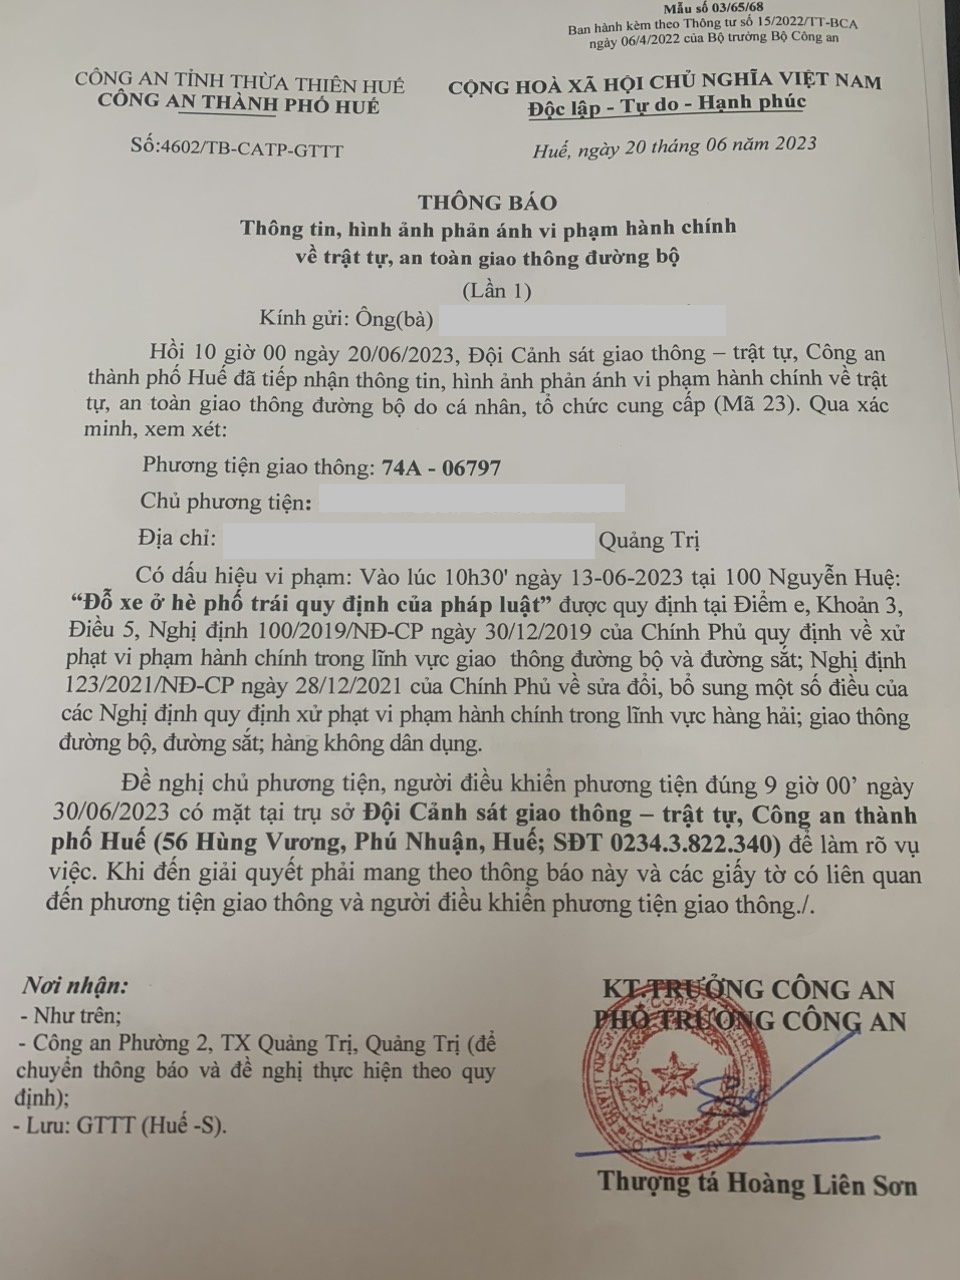 Mẫu số 03/65/68
Ban hành kèm theo Thông tư số 15/2022/TT-BCA
ngày 06/4/2022 của Bộ trưởng Bộ Công an
CÔNG AN TỈNH THỪA THIÊN HUẾ
CÔNG AN THÀNH PHỐ HUẾ
CỘNG HOÀ XÃ HỘI CHỦ NGHĨA VIỆT NAM
Độc lập - Tự do - Hạnh phúc
Số:4602/TB-CATP-GTTT
Huế, ngày 20 tháng 06 năm 2023
THÔNG BÁO
Thông tin, hình ảnh phản ánh vi phạm hành chính
về trật tự, an toàn giao thông đường bộ
(Lần 1)
Kính gửi: Ông(bà)
Hồi 10 giờ 00 ngày 20/06/2023, Đội Cảnh sát giao thông – trật tự, Công an
thành phố Huế đã tiếp nhận thông tin, hình ảnh phản ánh vi phạm hành chính về trật
tự, an toàn giao thông đường bộ do cá nhân, tổ chức cung cấp (Mã 23). Qua xác
minh, xem xét:
Phương tiện giao thông: 74A - 06797
Chủ phương tiện:
Địa chỉ: Quảng Trị
Có dấu hiệu vi phạm: Vào lúc 10h30' ngày 13-06-2023 tại 100 Nguyễn Huệ:
“Đỗ xe ở hè phố trái quy định của pháp luật” được quy định tại Điểm e, Khoản 3,
Điều 5, Nghị định 100/2019/NĐ-CP ngày 30/12/2019 của Chính Phủ quy định về xử
phạt vi phạm hành chính trong lĩnh vực giao thông đường bộ và đường sắt; Nghị định
123/2021/NĐ-CP ngày 28/12/2021 của Chính Phủ về sửa đổi, bổ sung một số điều của
các Nghị định quy định xử phạt vi phạm hành chính trong lĩnh vực hàng hải; giao thông
đường bộ, đường sắt; hàng không dân dụng.
Đề nghị chủ phương tiện, người điều khiển phương tiện đúng 9 giờ 00’ ngày
30/06/2023 có mặt tại trụ sở Đội Cảnh sát giao thông – trật tự, Công an thành
phố Huế (56 Hùng Vương, Phú Nhuận, Huế; SĐT 0234.3.822.340) để làm rõ vụ
việc. Khi đến giải quyết phải mang theo thông báo này và các giấy tờ có liên quan
đến phương tiện giao thông và người điều khiển phương tiện giao thông./.
Nơi nhận:
- Như trên;
- Công an Phường 2, TX Quảng Trị, Quảng Trị (để
chuyển thông báo và đề nghị thực hiện theo quy
định);
- Lưu: GTTT (Huế -S).
KT.TRƯỞNG CÔNG AN
PHÓ TRƯỞNG CÔNG AN
Thượng tá Hoàng Liên Sơn